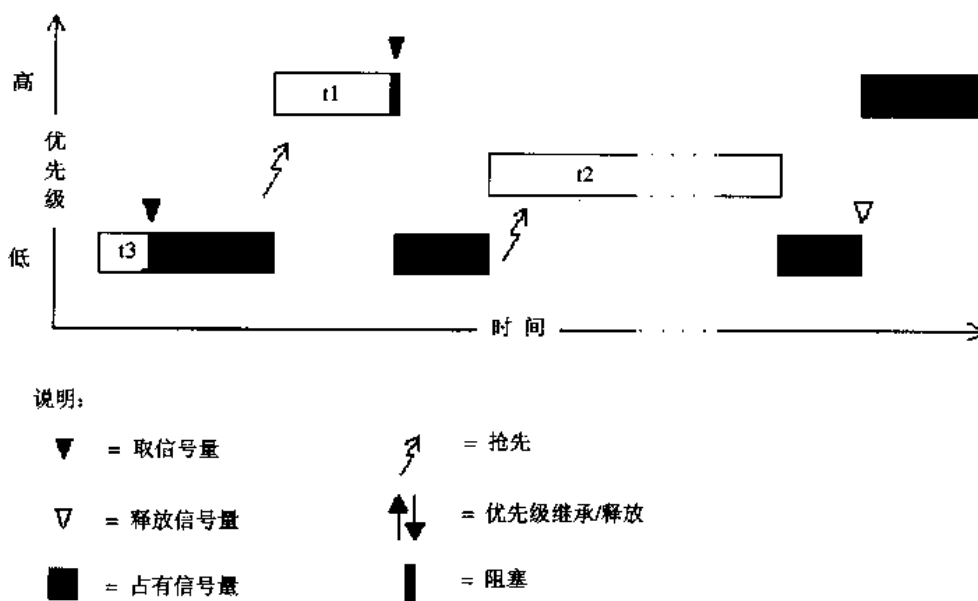 高
优先级
低
t1
t2
t3
时 间
说明:
= 取信号量
= 抢先
= 释放信号量
= 优先级继承/释放
= 占有信号量
= 阻塞